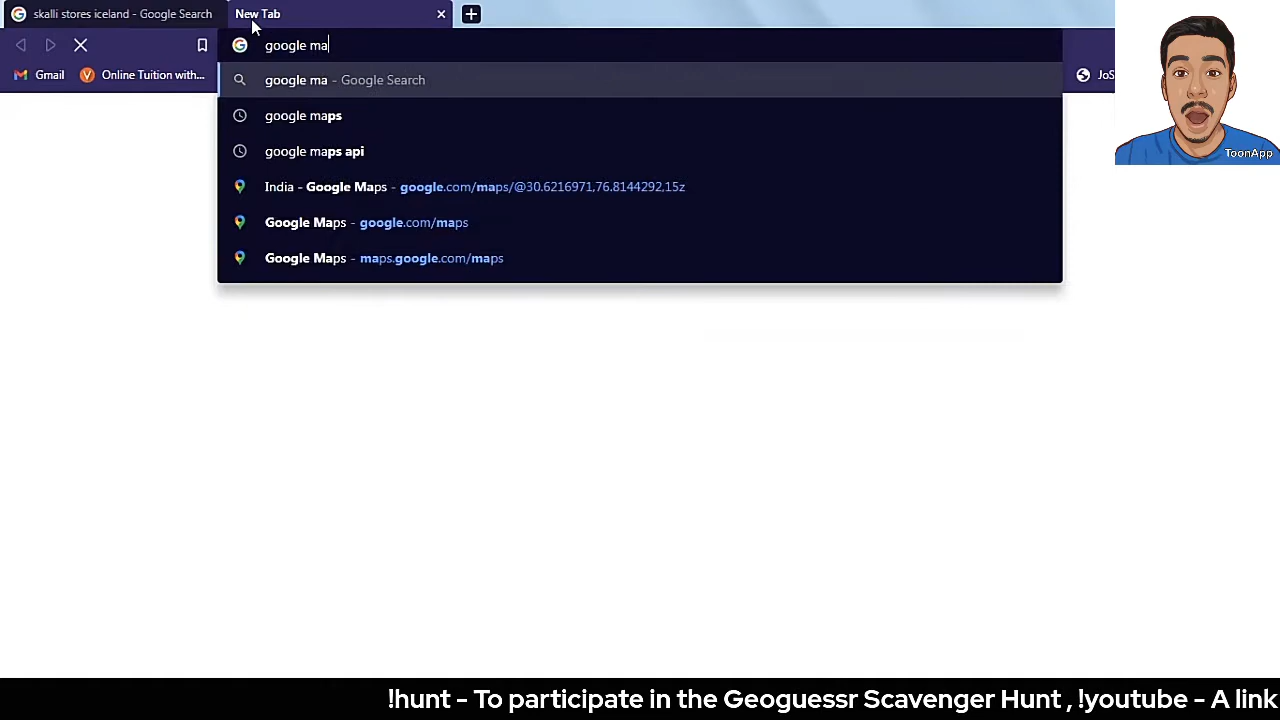 skalli stores iceland - Google Search
New Tab
google ma
Gmail
Online Tuition with...
JoS
google ma - Google Search
google maps
google maps api
India - Google Maps - google.com/maps/@30.6216971,76.8144292,15z
Google Maps - google.com/maps
Google Maps - maps.google.com/maps
ToonApp
!hunt - To participate in the Geoguessr Scavenger Hunt , !youtube - A link